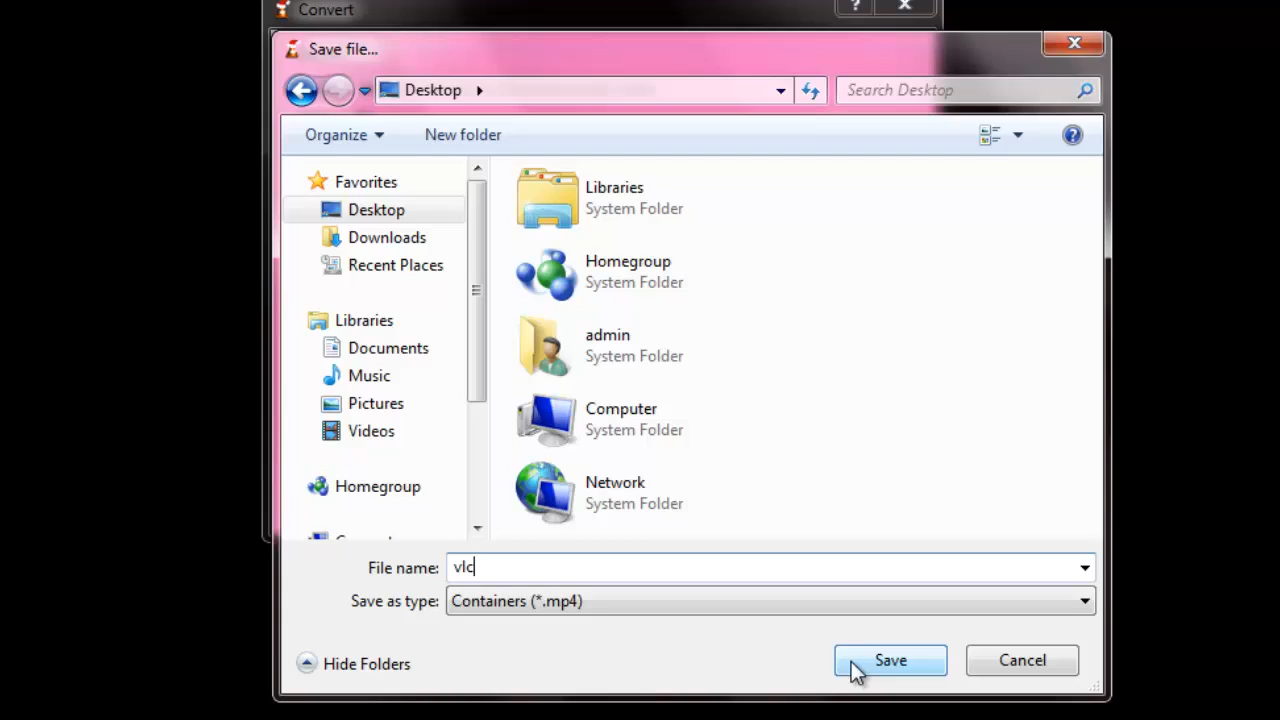 Convert
?
Save file...
Desktop
Search Desktop
Organize
New folder
?
Favorites
Desktop
Downloads
Recent Places
Libraries
Documents
Music
Pictures
Videos
Homegroup
Libraries
System Folder
Homegroup
System Folder
admin
System Folder
Computer
System Folder
Network
System Folder
File name: vlc
Save as type: Containers (*.mp4)
Hide Folders
Save
Cancel